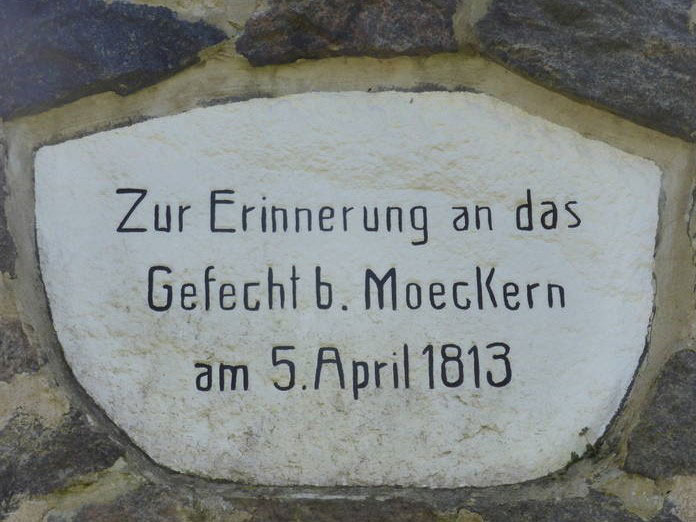 Zur Erinnerung an das
Gefecht b. Moeckern
am 5. April 1813